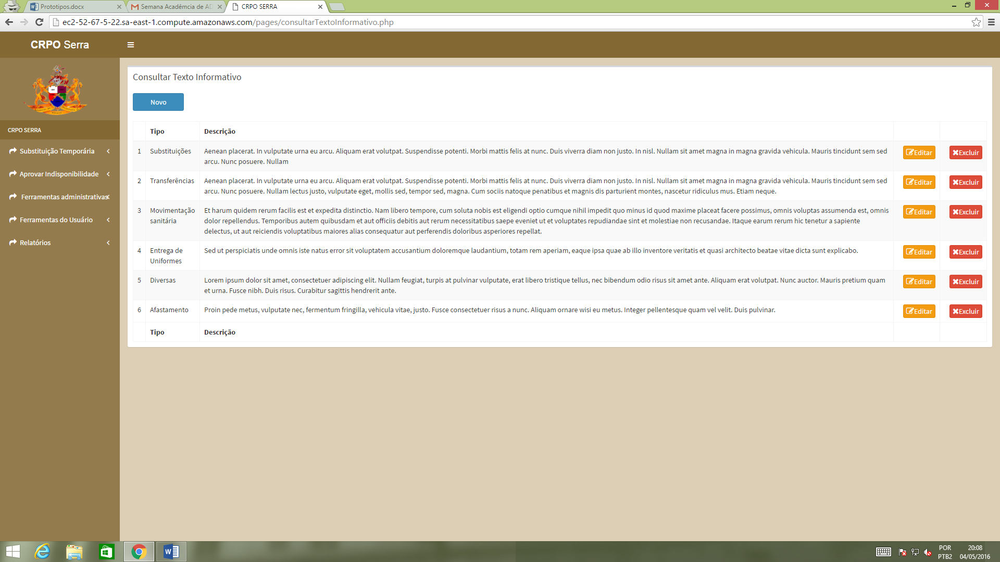 Prototipos.docx
Semana Acadêmcia de AD
CRPO SERRA
ec2-52-67-5-22.sa-east-1.compute.amazonaws.com/pages/consultarTextoInformativo.php
CRPO Serra
CRPO SERRA
Substituição Temporária
Aprovar Indisponibilidade
Ferramentas administrativas
Ferramentas do Usuário
Relatórios
Consultar Texto Informativo
Novo
Tipo Descrição
1 Substituições Aenean placerat. In vulputate urna eu arcu. Aliquam erat volutpat. Suspendisse potenti. Morbi mattis felis at nunc. Duis viverra diam non justo. In nisl. Nullam sit amet magna in magna gravida vehicula. Mauris tincidunt sem sed Editar Excluir
arcu. Nunc posuere. Nullam
2 Transferências Aenean placerat. In vulputate urna eu arcu. Aliquam erat volutpat. Suspendisse potenti. Morbi mattis felis at nunc. Duis viverra diam non justo. In nisl. Nullam sit amet magna in magna gravida vehicula. Mauris tincidunt sem sed Editar Excluir
arcu. Nunc posuere. Nullam lectus justo, vulputate eget, mollis sed, tempor sed, magna. Cum sociis natoque penatibus et magnis dis parturient montes, nascetur ridiculus mus. Etiam neque.
3 Movimentação Et harum quidem rerum facilis est et expedita distinctio. Nam libero tempore, cum soluta nobis est eligendi optio cumque nihil impedit quo minus id quod maxime placeat facere possimus, omnis voluptas assumenda est, omnis Editar Excluir
sanitária dolor repellendus. Temporibus autem quibusdam et aut officiis debitis aut rerum necessitatibus saepe eveniet ut et voluptates repudiandae sint et molestiae non recusandae. Itaque earum rerum hic tenetur a sapiente
delectus, ut aut reiciendis voluptatibus maiores alias consequatur aut perferendis doloribus asperiores repellat.
4 Entrega de Sed ut perspiciatis unde omnis iste natus error sit voluptatem accusantium doloremque laudantium, totam rem aperiam, eaque ipsa quae ab illo inventore veritatis et quasi architecto beatae vitae dicta sunt explicabo. Editar Excluir
Uniformes
5 Diversas Lorem ipsum dolor sit amet, consectetuer adipiscing elit. Nullam feugiat, turpis at pulvinar vulputate, erat libero tristique tellus, nec bibendum odio risus sit amet ante. Aliquam erat volutpat. Nunc auctor. Mauris pretium quam Editar Excluir
et urna. Fusce nibh. Duis risus. Curabitur sagittis hendrerit ante.
6 Afastamento Proin pede metus, vulputate nec, fermentum fringilla, vehicula vitae, justo. Fusce consectetuer risus a nunc. Aliquam ornare wisi eu metus. Integer pellentesque quam vel velit. Duis pulvinar. Editar Excluir
Tipo Descrição
POR 20:08
PTB2 04/05/2016